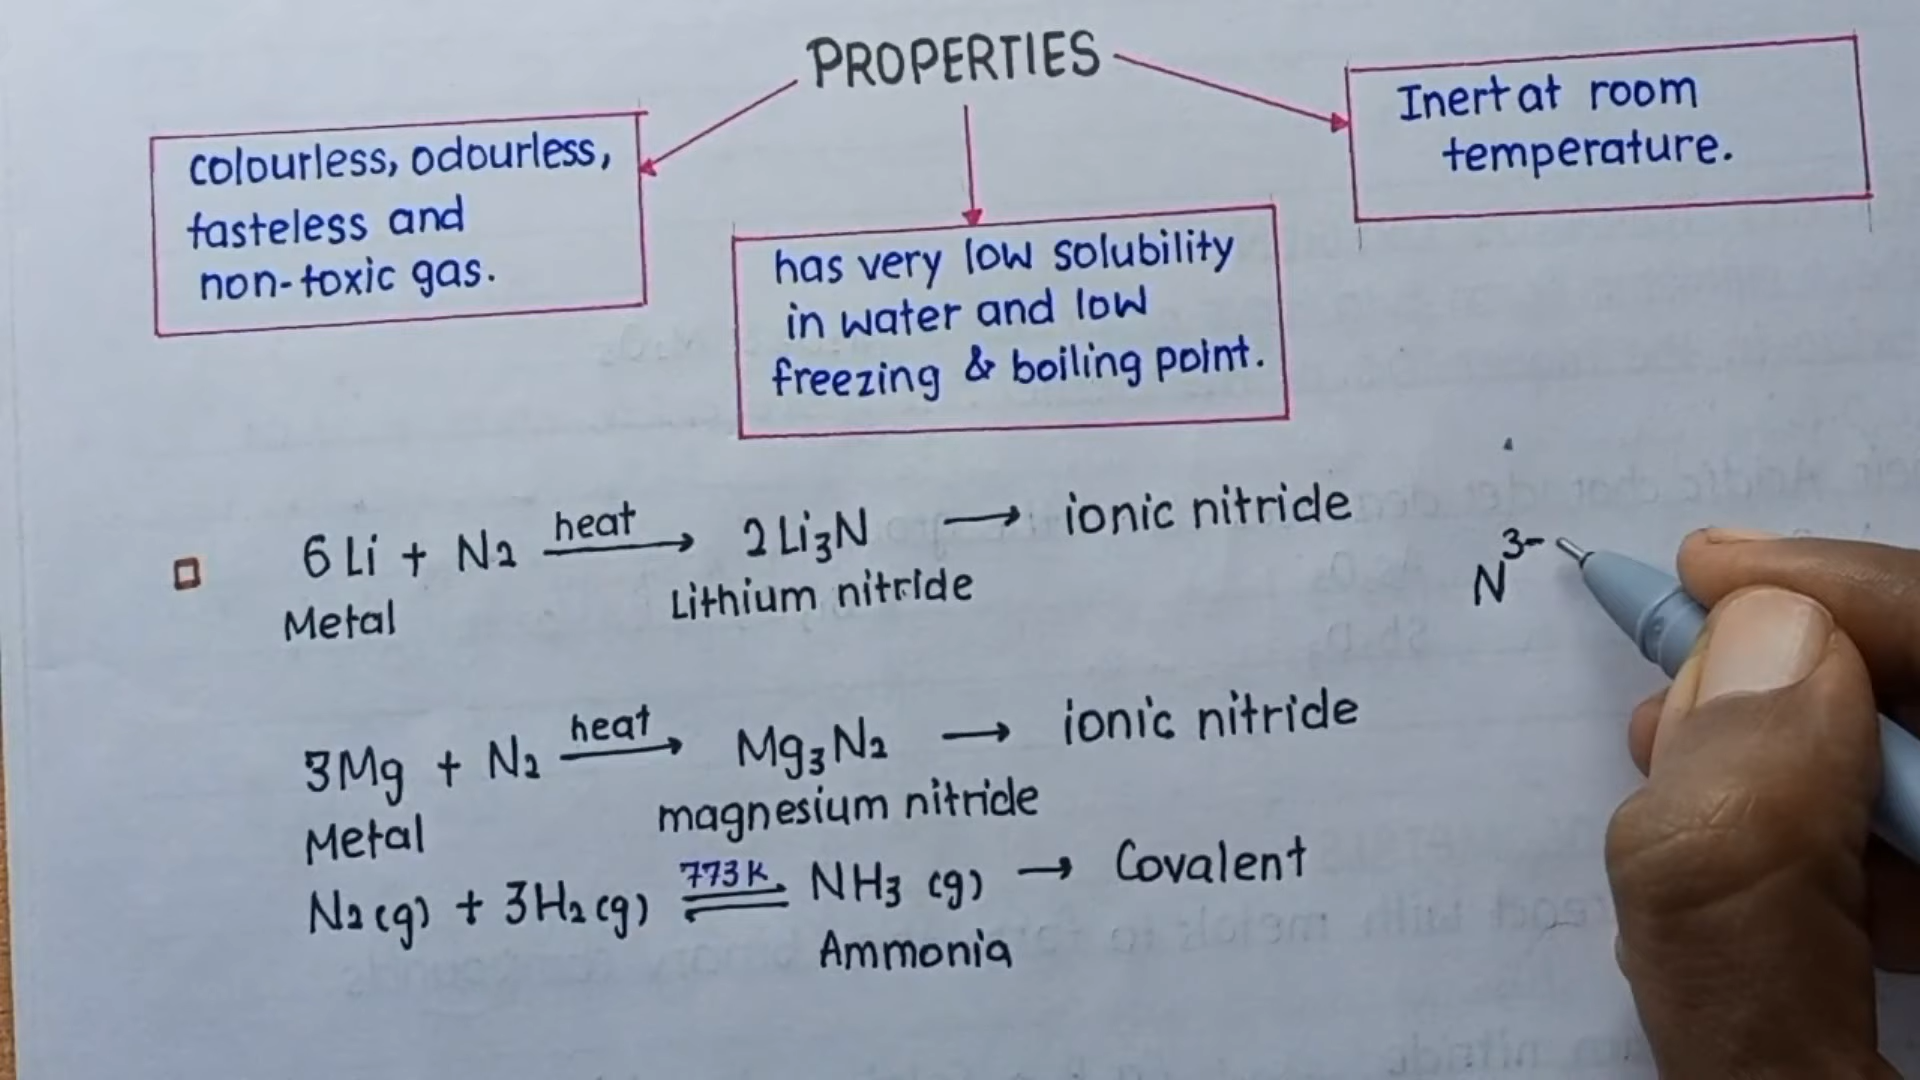 PROPERTIES
colourless, odourless,
tasteless and
non-toxic gas.
has very low solubility
in water and low
freezing & boiling point.
Inert at room
temperature.
6 Li + N2 heat → 2 Li3N → ionic nitride
Metal Lithium nitride
N3-
3Mg + N2 heat → Mg3N2 → ionic nitride
Metal magnesium nitride
N2(g) + 3H2(g) 773K ⇌ NH3 (g) → Covalent
Ammonia